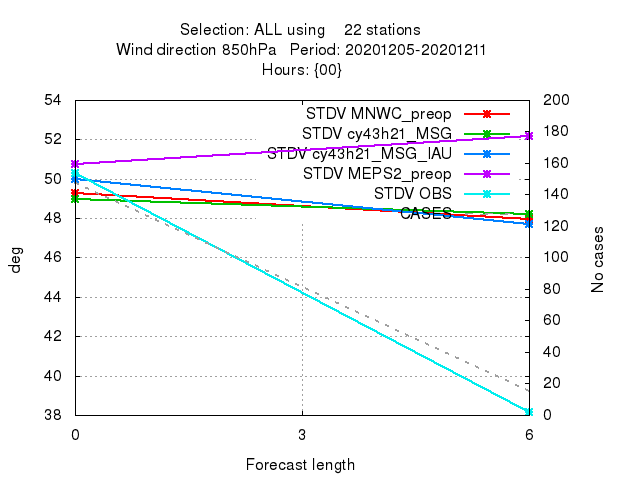 Selection: ALL using    22 stations
Wind direction 850hPa   Period: 20201205-20201211
Hours: {00}
54
52
50
48
46
44
42
40
38
200
180
160
140
120
100
80
60
40
20
0
STDV MNWC_preop
STDV cy43h21_MSG
STDV cy43h21_MSG_IAU
STDV MEPS2_preop
STDV OBS
CASES
deg
No cases
0
3
6
Forecast length